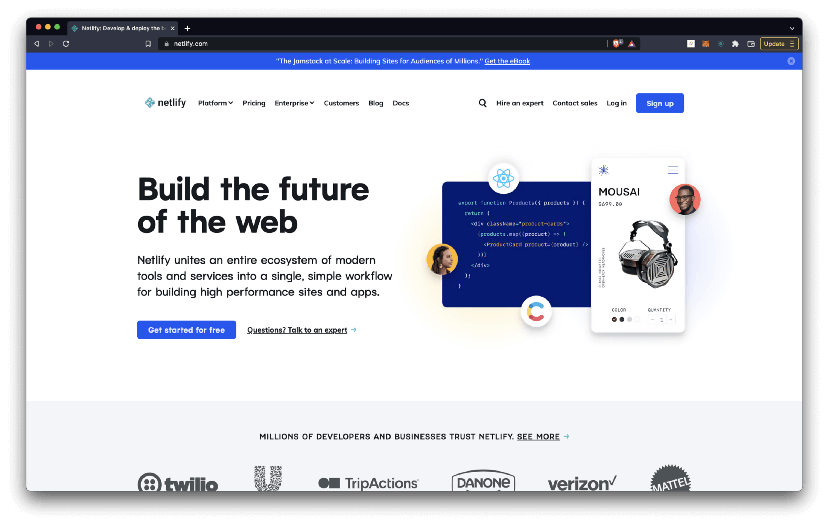 Netlify: Develop & deploy the b
netlify.com
Update
"The Jamstack at Scale: Building Sites for Audiences of Millions." Get the eBook
netlify Platform Pricing Enterprise Customers Blog Docs Hire an expert Contact sales Log in Sign up
Build the future
of the web
Netlify unites an entire ecosystem of modern
tools and services into a single, simple workflow
for building high performance sites and apps.
Get started for free Questions? Talk to an expert →
export function Products({ products }) {
return (
<div className="product-cards">
{products.map((product) => (
<ProductCard product={product} />
))}
</div>
);
}
MOUSAI
$699.00
COLOR QUANTITY
1
MILLIONS OF DEVELOPERS AND BUSINESSES TRUST NETLIFY. SEE MORE →
twilio TripActions DANONE verizon✓ MATTEL